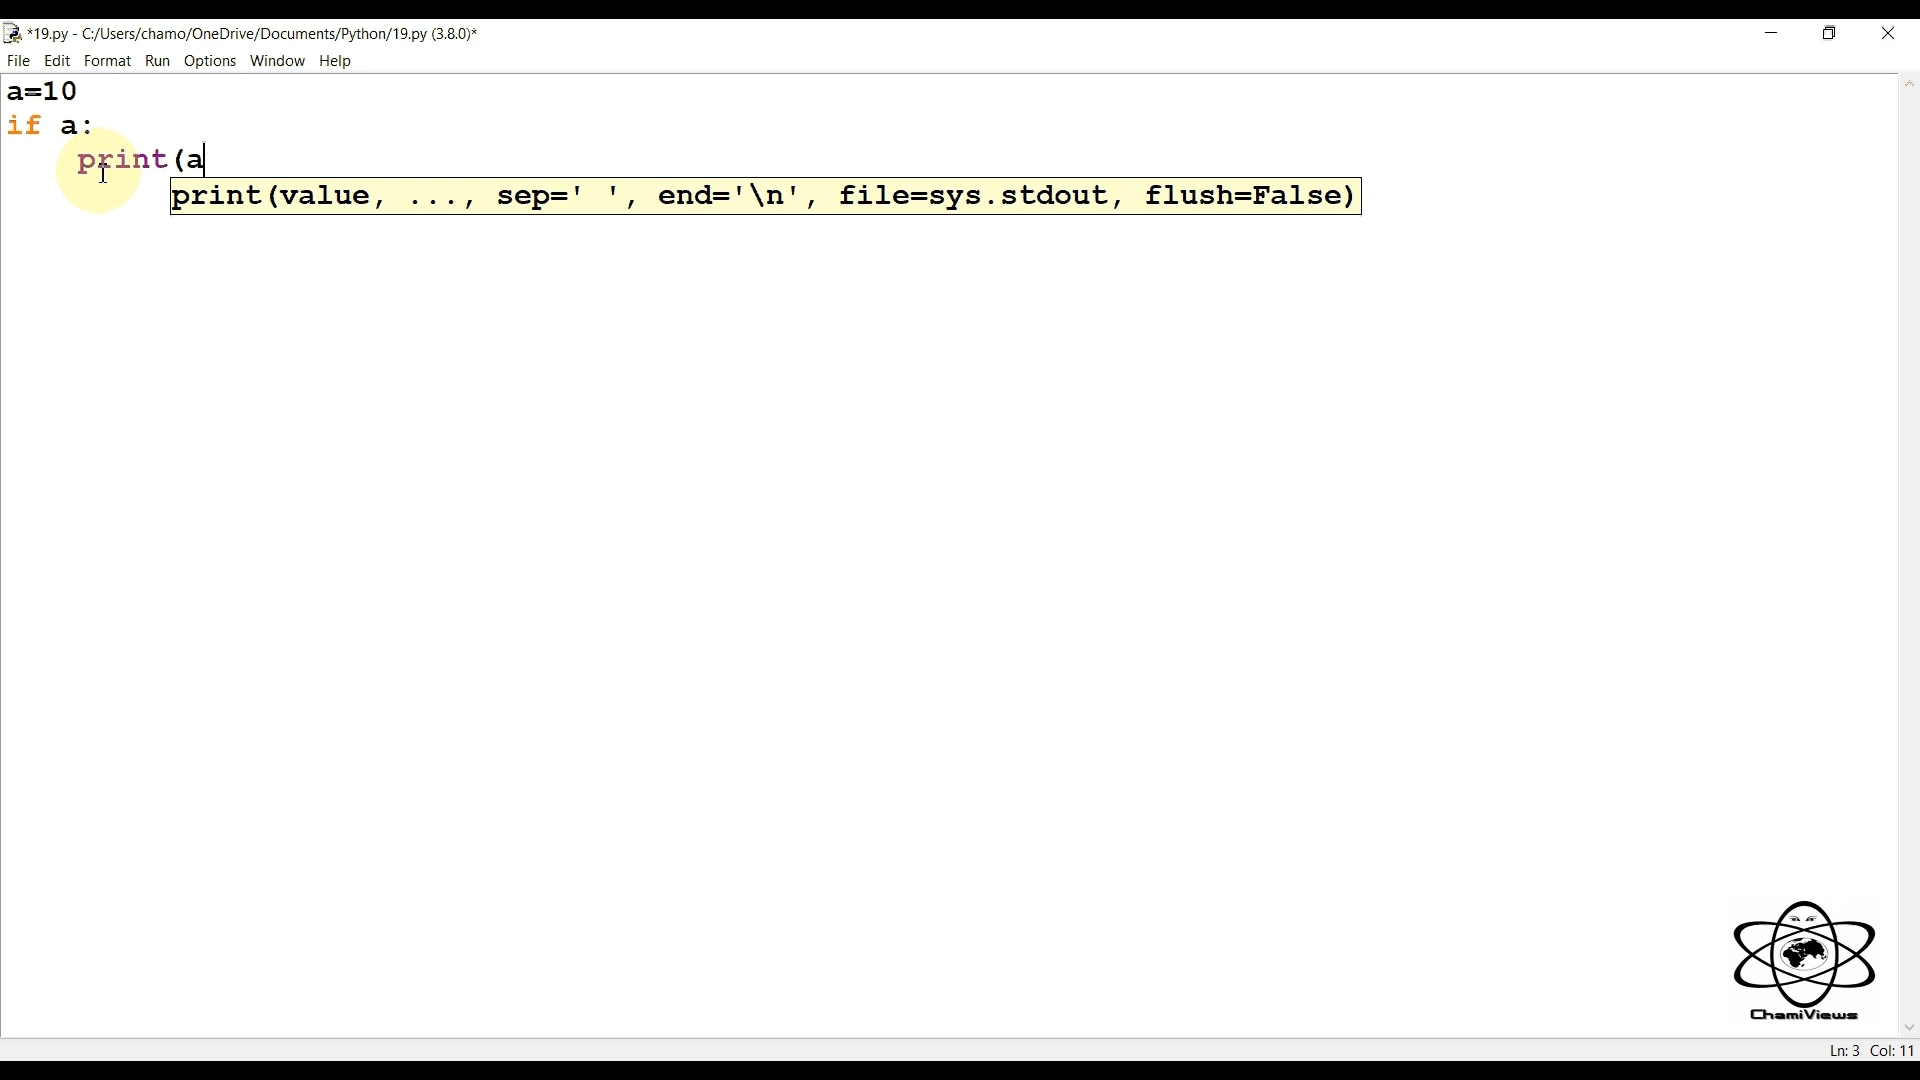 *19.py - C:/Users/chamo/OneDrive/Documents/Python/19.py (3.8.0)*
File Edit Format Run Options Window Help
a=10
if a:
    print(a
print(value, ..., sep=' ', end='\n', file=sys.stdout, flush=False)
ChamiViews
Ln: 3 Col: 11